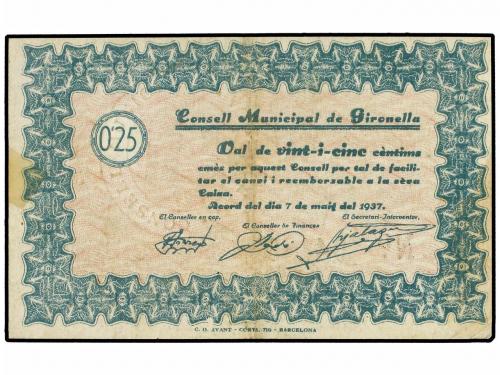 Consell Municipal de Gironella
0'25
Val de vint-i-cinc cèntims
emès per aquest Consell per tal de facili-
tar el canvi i reemborsable a la sèva
Caixa.
Acord del dia 7 de maig del 1937.
El Conseller en cap, El Conseller de Finances El Secretari-Interventor,
C. O. AVANT - CORTS, 719 - BARCELONA